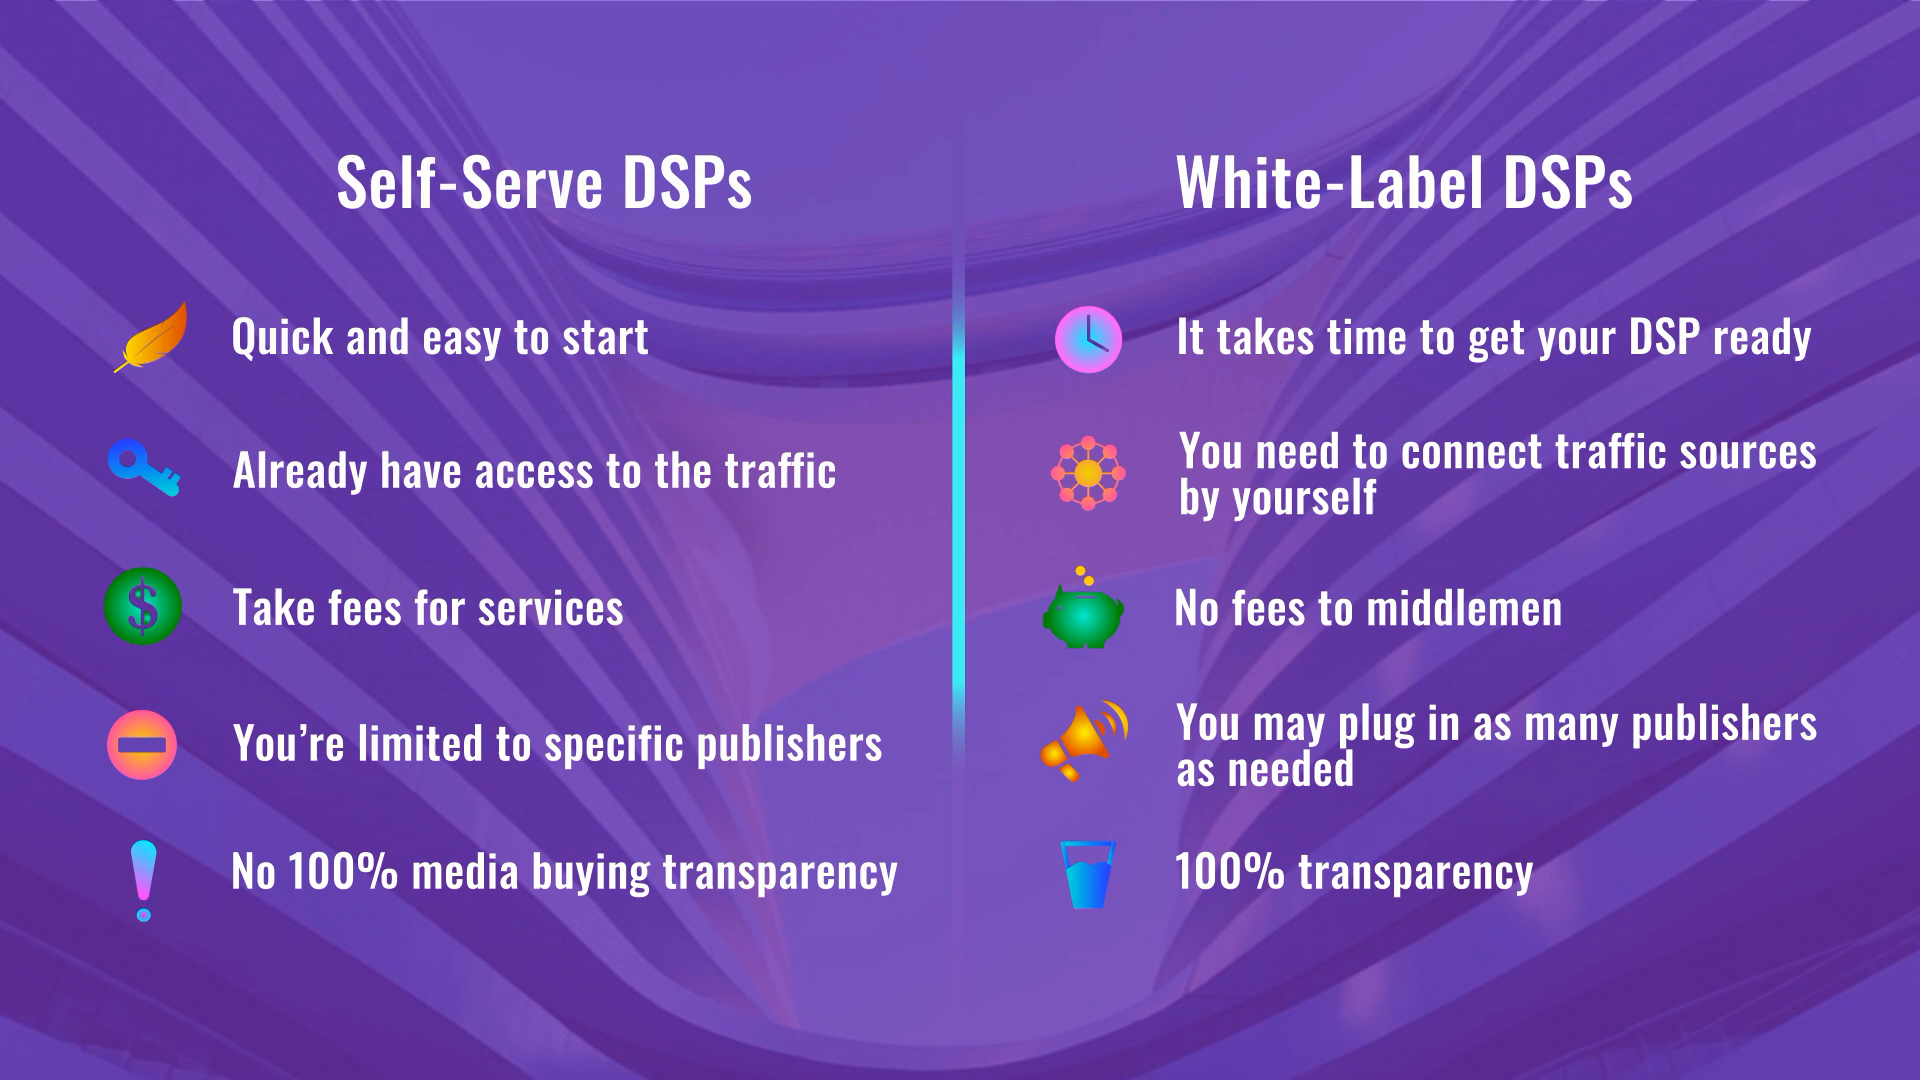 Self-Serve DSPs
Quick and easy to start
Already have access to the traffic
Take fees for services
You’re limited to specific publishers
No 100% media buying transparency
White-Label DSPs
It takes time to get your DSP ready
You need to connect traffic sources
by yourself
No fees to middlemen
You may plug in as many publishers
as needed
100% transparency